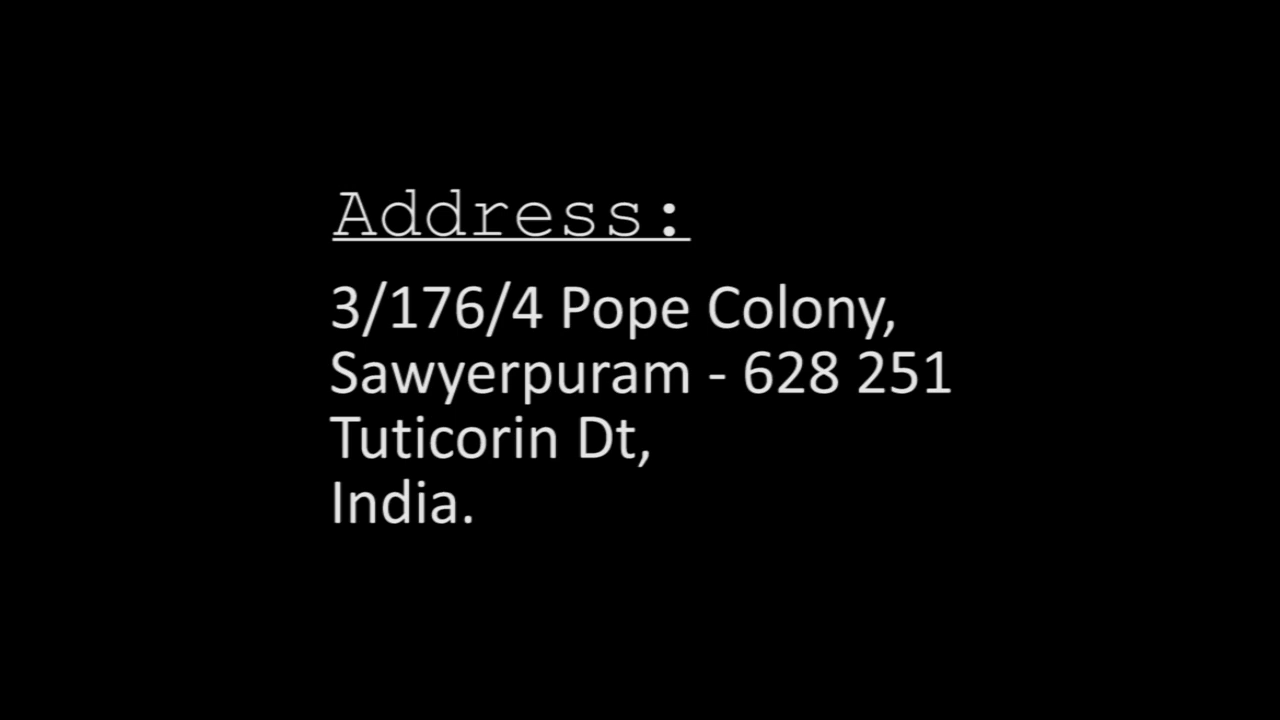 Address:
3/176/4 Pope Colony,
Sawyerpuram - 628 251
Tuticorin Dt,
India.